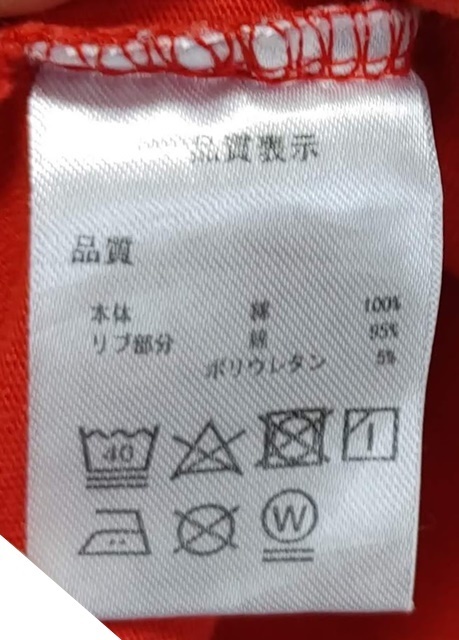 品質表示
品質
本体 綿 100%
リブ部分 綿 95%
ポリウレタン 5%
40
W